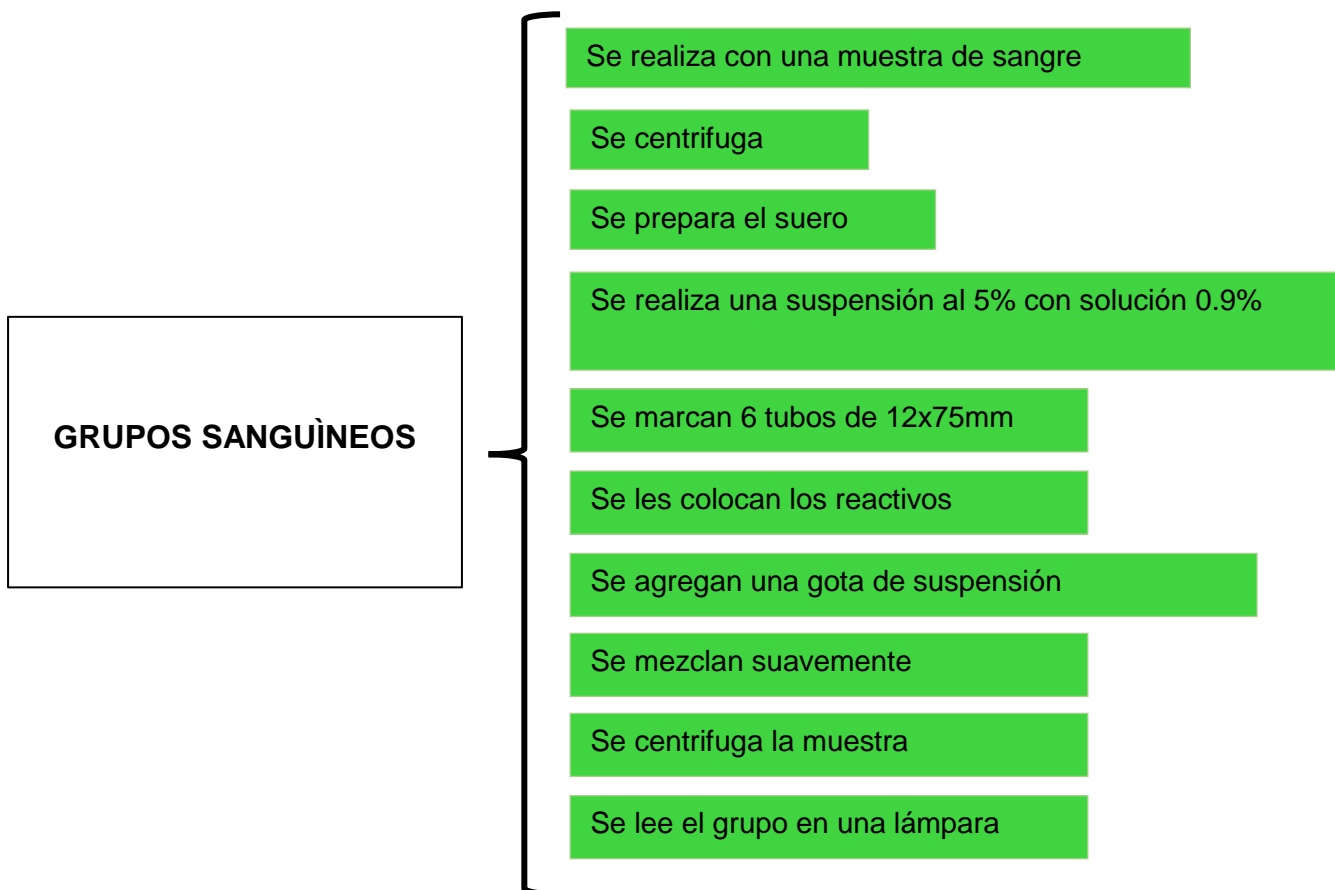 GRUPOS SANGUÌNEOS
Se realiza con una muestra de sangre
Se centrifuga
Se prepara el suero
Se realiza una suspensión al 5% con solución 0.9%
Se marcan 6 tubos de 12x75mm
Se les colocan los reactivos
Se agregan una gota de suspensión
Se mezclan suavemente
Se centrifuga la muestra
Se lee el grupo en una lámpara